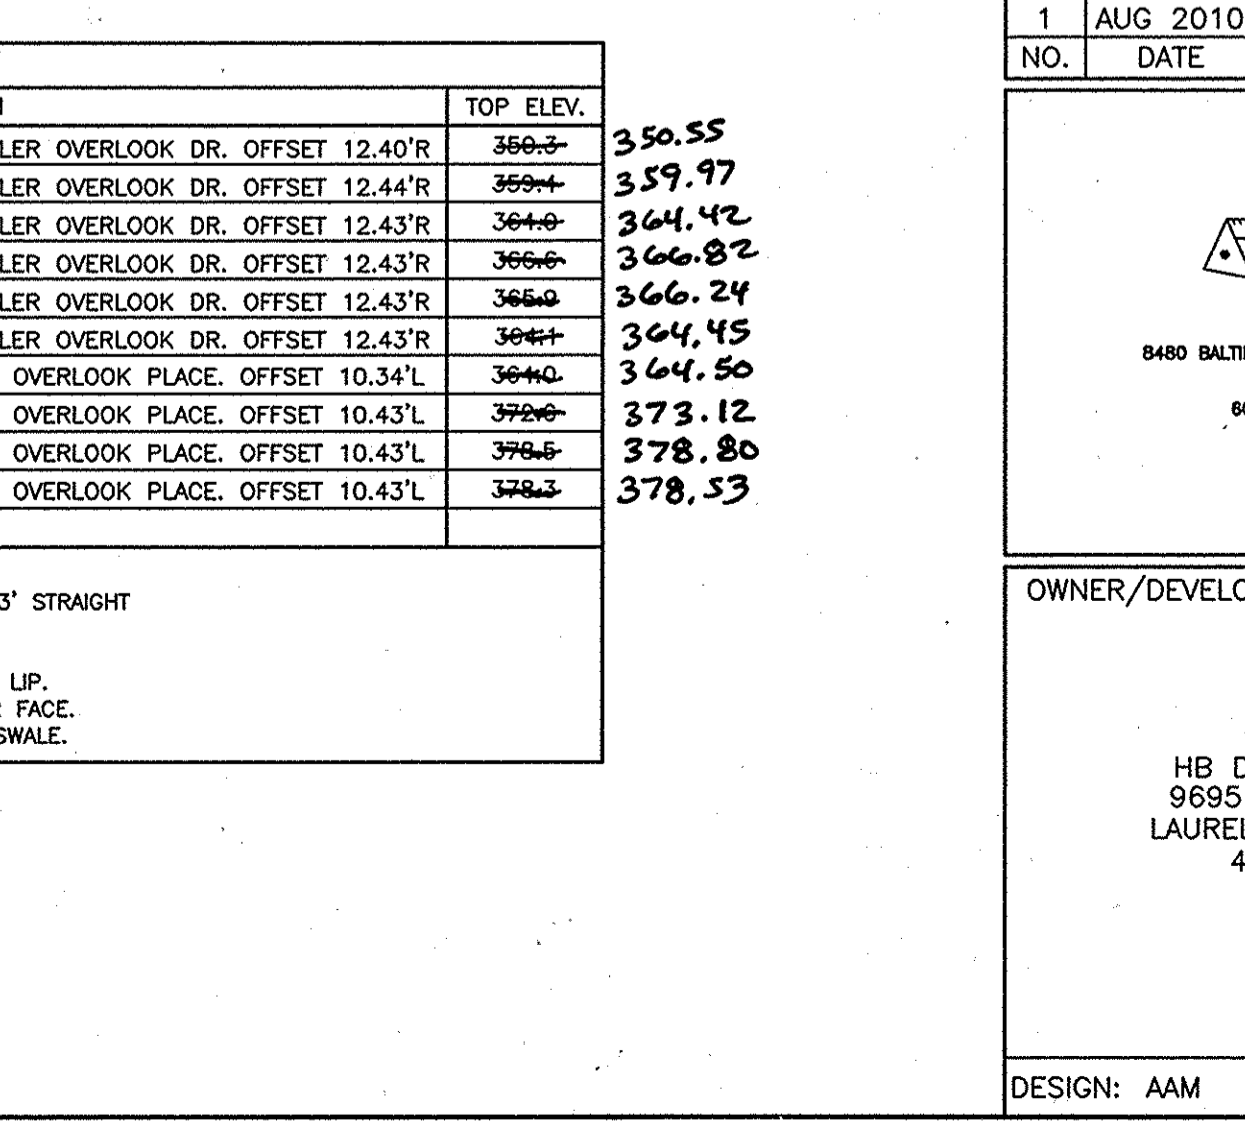 1 AUG 2010
NO. DATE
TOP ELEV.
LER OVERLOOK DR. OFFSET 12.40'R 350.3 350.55
LER OVERLOOK DR. OFFSET 12.44'R 359.4 359.97
LER OVERLOOK DR. OFFSET 12.43'R 364.0 364.42
LER OVERLOOK DR. OFFSET 12.43'R 366.6 366.82
LER OVERLOOK DR. OFFSET 12.43'R 365.9 366.24
LER OVERLOOK DR. OFFSET 12.43'R 364.1 364.45
OVERLOOK PLACE. OFFSET 10.34'L 364.0 364.50
OVERLOOK PLACE. OFFSET 10.43'L 372.6 373.12
OVERLOOK PLACE. OFFSET 10.43'L 378.5 378.80
OVERLOOK PLACE. OFFSET 10.43'L 378.3 378.53
3' STRAIGHT
LIP.
FACE.
SWALE.
8480 BALTI
6
OWNER/DEVELO
HB D
9695
LAUREL
4
DESIGN: AAM